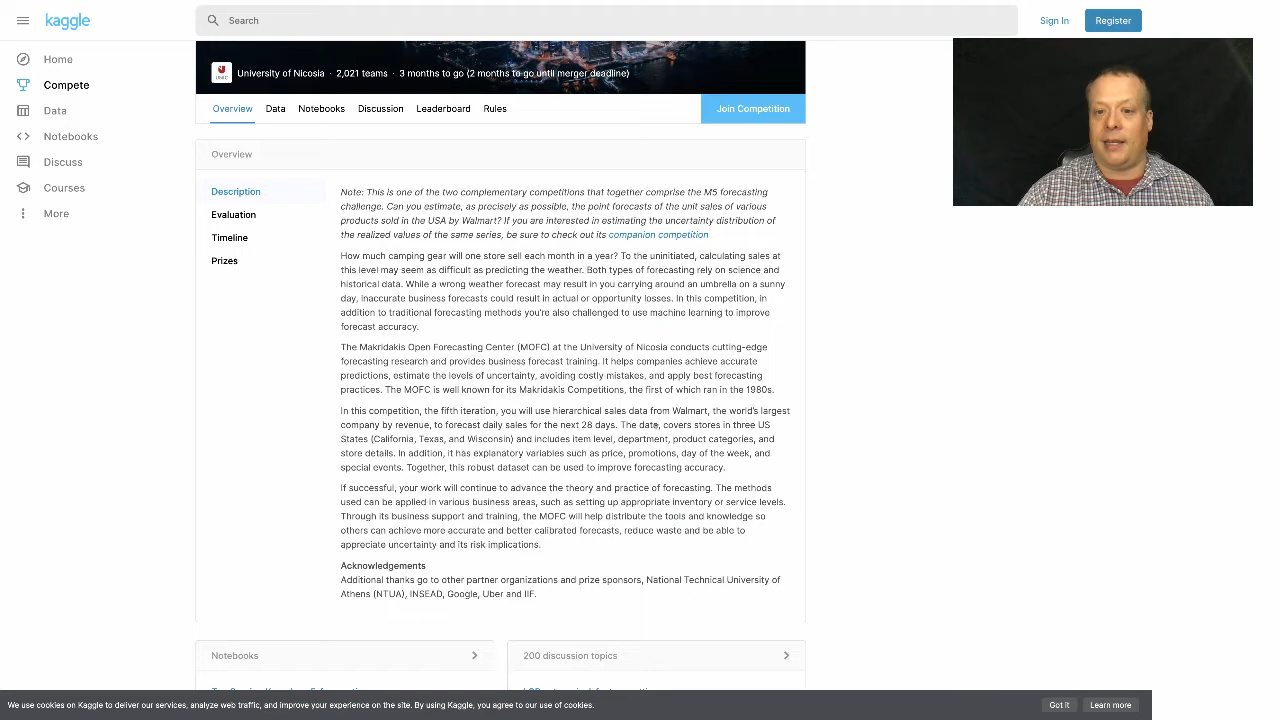 kaggle
Search
Sign In
Register
Home
Compete
Data
Notebooks
Discuss
Courses
More
University of Nicosia · 2,021 teams · 3 months to go (2 months to go until merger deadline)
Overview
Data
Notebooks
Discussion
Leaderboard
Rules
Join Competition
Overview
Description
Evaluation
Timeline
Prizes
Note: This is one of the two complementary competitions that together comprise the M5 forecasting
challenge. Can you estimate, as precisely as possible, the point forecasts of the unit sales of various
products sold in the USA by Walmart? If you are interested in estimating the uncertainty distribution of
the realized values of the same series, be sure to check out its companion competition
How much camping gear will one store sell each month in a year? To the uninitiated, calculating sales at
this level may seem as difficult as predicting the weather. Both types of forecasting rely on science and
historical data. While a wrong weather forecast may result in you carrying around an umbrella on a sunny
day, inaccurate business forecasts could result in actual or opportunity losses. In this competition, in
addition to traditional forecasting methods you're also challenged to use machine learning to improve
forecast accuracy.
The Makridakis Open Forecasting Center (MOFC) at the University of Nicosia conducts cutting-edge
forecasting research and provides business forecast training. It helps companies achieve accurate
predictions, estimate the levels of uncertainty, avoiding costly mistakes, and apply best forecasting
practices. The MOFC is well known for its Makridakis Competitions, the first of which ran in the 1980s.
In this competition, the fifth iteration, you will use hierarchical sales data from Walmart, the world's largest
company by revenue, to forecast daily sales for the next 28 days. The data, covers stores in three US
States (California, Texas, and Wisconsin) and includes item level, department, product categories, and
store details. In addition, it has explanatory variables such as price, promotions, day of the week, and
special events. Together, this robust dataset can be used to improve forecasting accuracy.
If successful, your work will continue to advance the theory and practice of forecasting. The methods
used can be applied in various business areas, such as setting up appropriate inventory or service levels.
Through its business support and training, the MOFC will help distribute the tools and knowledge so
others can achieve more accurate and better calibrated forecasts, reduce waste and be able to
appreciate uncertainty and its risk implications.
Acknowledgements
Additional thanks go to other partner organizations and prize sponsors, National Technical University of
Athens (NTUA), INSEAD, Google, Uber and IIF.
Notebooks
200 discussion topics
We use cookies on Kaggle to deliver our services, analyze web traffic, and improve your experience on the site. By using Kaggle, you agree to our use of cookies.
Got it
Learn more